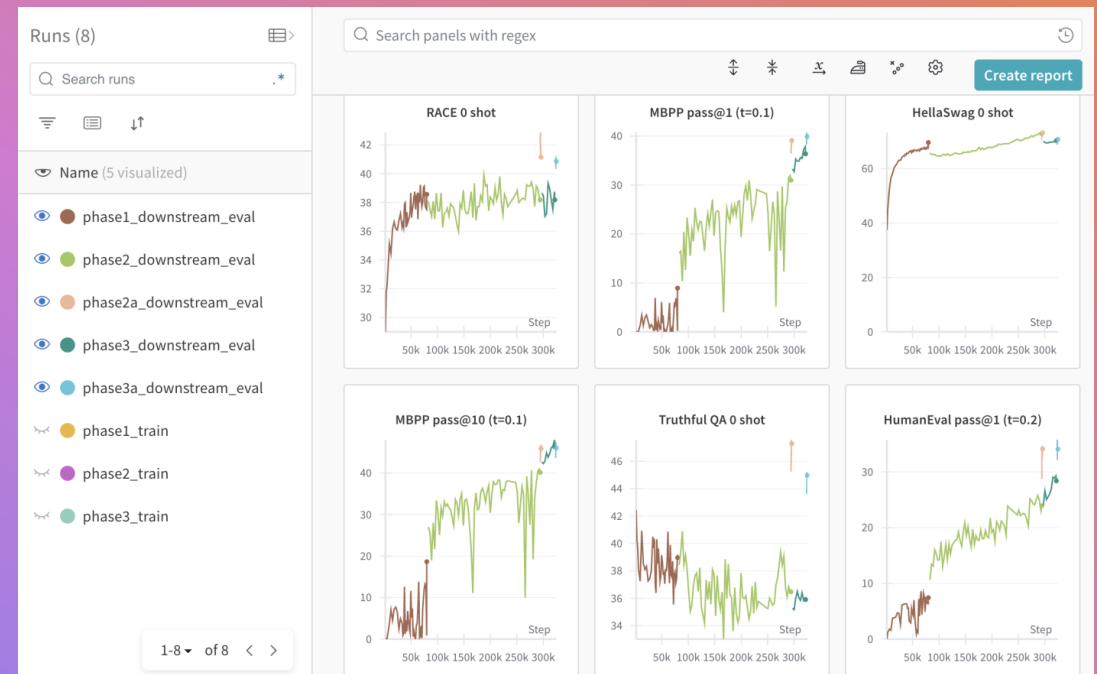 Runs (8)
Search runs
.*
Name (5 visualized)
phase1_downstream_eval
phase2_downstream_eval
phase2a_downstream_eval
phase3_downstream_eval
phase3a_downstream_eval
phase1_train
phase2_train
phase3_train
1-8 of 8
Search panels with regex
x
Create report
RACE 0 shot
42
40
38
36
34
32
30
Step
50k 100k 150k 200k 250k 300k
MBPP pass@1 (t=0.1)
40
30
20
10
0
Step
50k 100k 150k 200k 250k 300k
HellaSwag 0 shot
60
40
20
0
Step
50k 100k 150k 200k 250k 300k
MBPP pass@10 (t=0.1)
40
30
20
10
0
Step
50k 100k 150k 200k 250k 300k
Truthful QA 0 shot
46
44
42
40
38
36
34
Step
50k 100k 150k 200k 250k 300k
HumanEval pass@1 (t=0.2)
30
20
10
0
Step
50k 100k 150k 200k 250k 300k